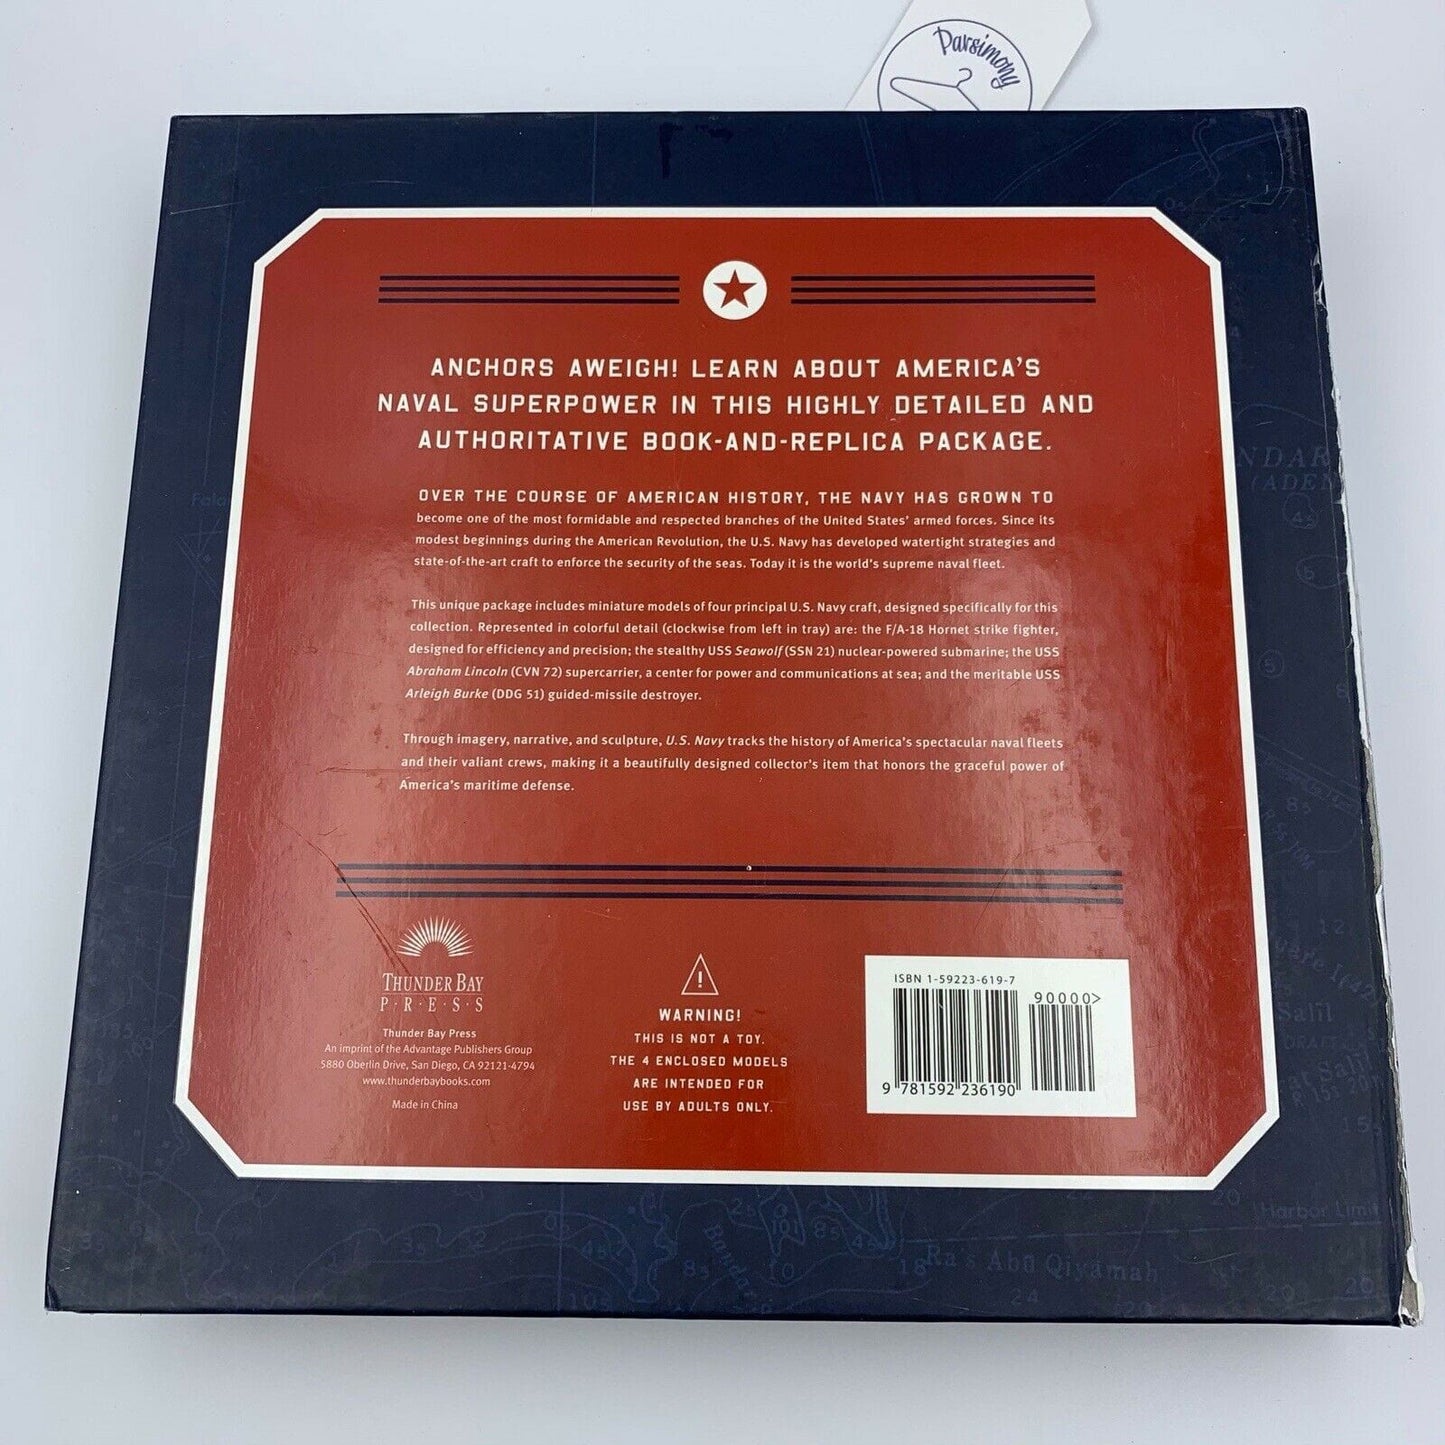 Parsimony
ANCHORS AWEIGH! LEARN ABOUT AMERICA'S
NAVAL SUPERPOWER IN THIS HIGHLY DETAILED AND
AUTHORITATIVE BOOK-AND-REPLICA PACKAGE.
OVER THE COURSE OF AMERICAN HISTORY, THE NAVY HAS GROWN TO
become one of the most formidable and respected branches of the United States' armed forces. Since its
modest beginnings during the American Revolution, the U.S. Navy has developed watertight strategies and
state-of-the-art craft to enforce the security of the seas. Today it is the world's supreme naval fleet.
This unique package includes miniature models of four principal U.S. Navy craft, designed specifically for this
collection. Represented in colorful detail (clockwise from left in tray) are: the F/A-18 Hornet strike fighter,
designed for efficiency and precision; the stealthy USS Seawolf (SSN 21) nuclear-powered submarine; the USS
Abraham Lincoln (CVN 72) supercarrier, a center for power and communications at sea; and the meritable USS
Arleigh Burke (DDG 51) guided-missile destroyer.
Through imagery, narrative, and sculpture, U.S. Navy tracks the history of America's spectacular naval fleets
and their valiant crews, making it a beautifully designed collector's item that honors the graceful power of
America's maritime defense.
THUNDER BAY
P·R·E·S·S
Thunder Bay Press
An imprint of the Advantage Publishers Group
5880 Oberlin Drive, San Diego, CA 92121-4794
www.thunderbaybooks.com
Made in China
!
WARNING!
THIS IS NOT A TOY.
THE 4 ENCLOSED MODELS
ARE INTENDED FOR
USE BY ADULTS ONLY.
ISBN 1-59223-619-7
90000>
9 781592 236190
Salil
Harbor Limit
Ra's Abū Qiyāmah